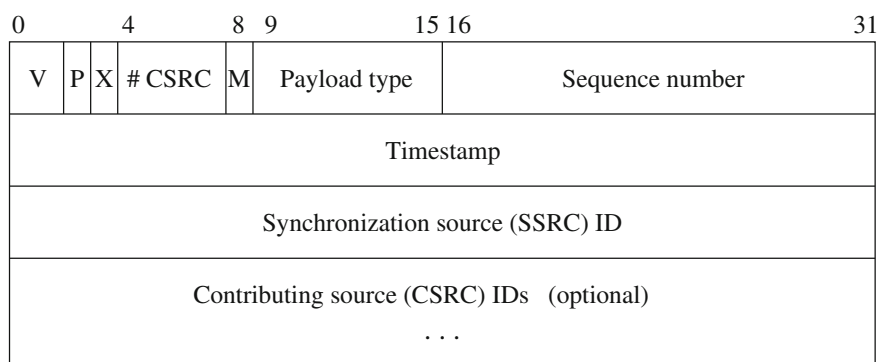 0 4 8 9 15 16 31
V P X # CSRC M Payload type Sequence number
Timestamp
Synchronization source (SSRC) ID
Contributing source (CSRC) IDs (optional)
. . .